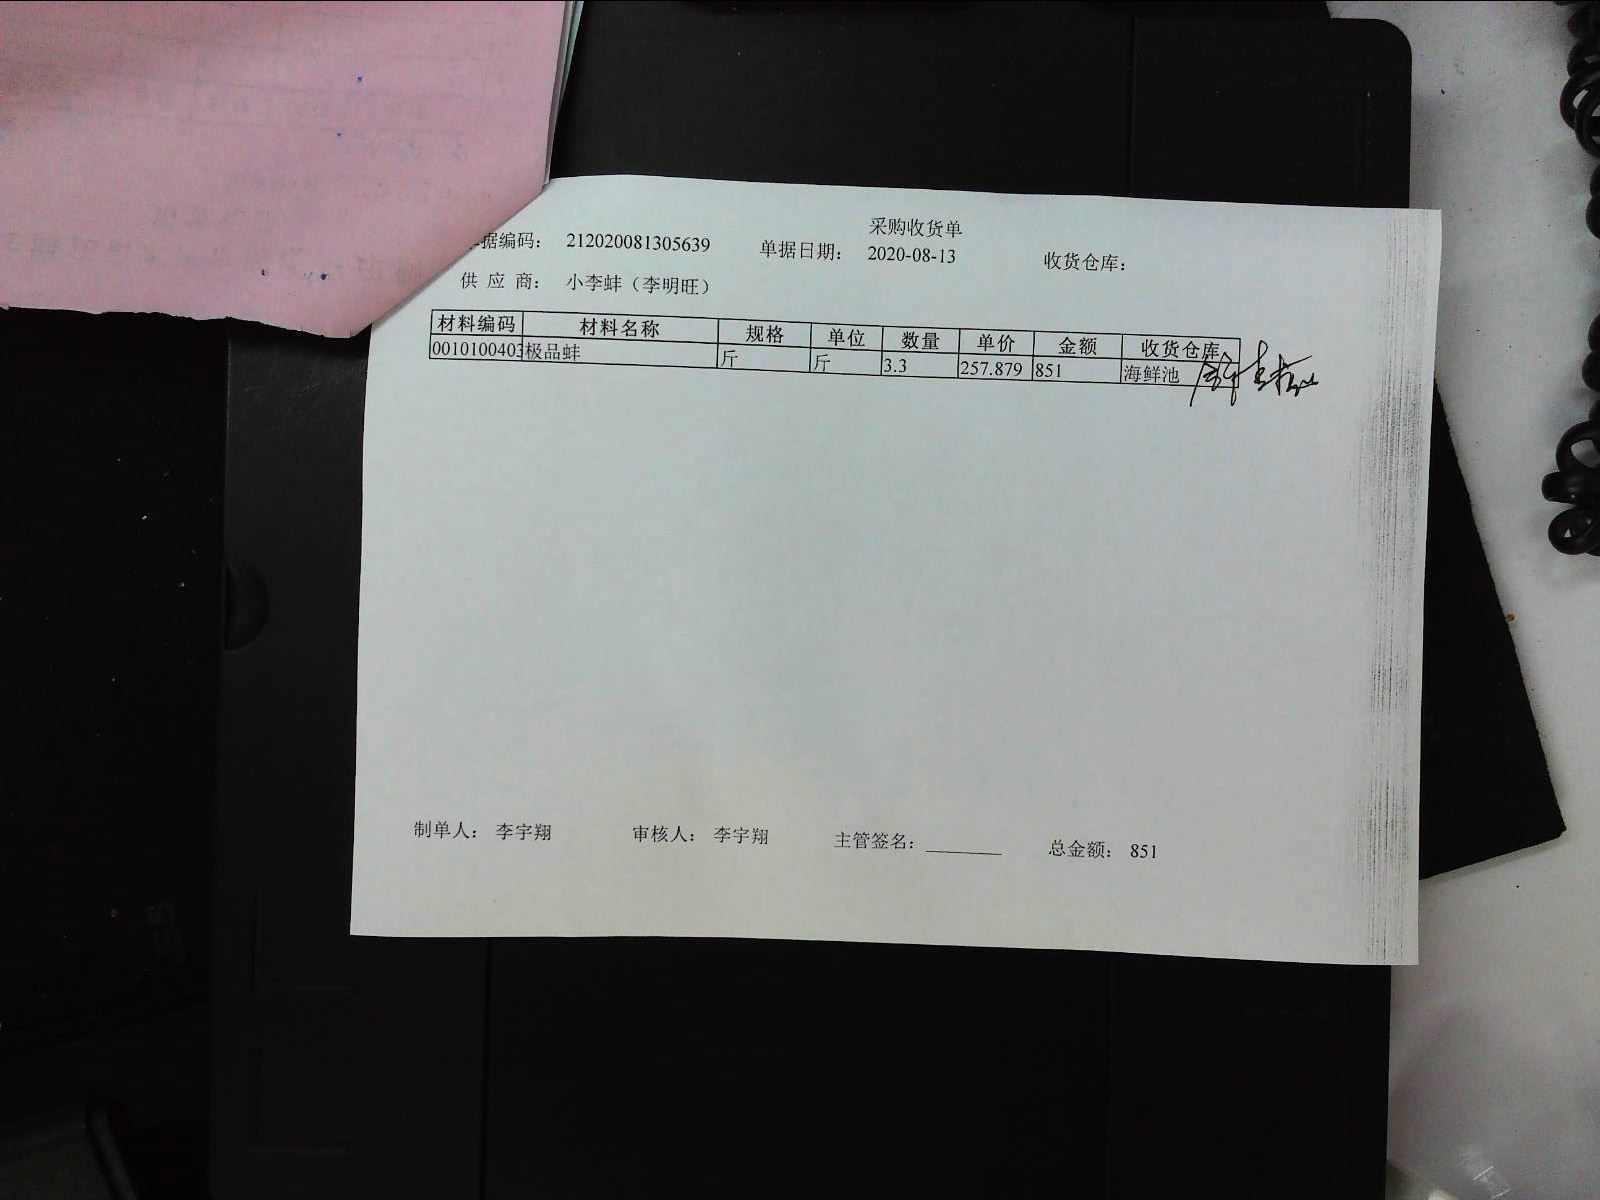 采购收货单
据编码： 212020081305639 单据日期： 2020-08-13 收货仓库：
供 应 商： 小李蚌（李明旺）
材料编码 材料名称 规格 单位 数量 单价 金额 收货仓库
0010100403 极品蚌 斤 斤 3.3 257.879 851 海鲜池
制单人： 李宇翔 审核人： 李宇翔 主管签名： 总金额： 851